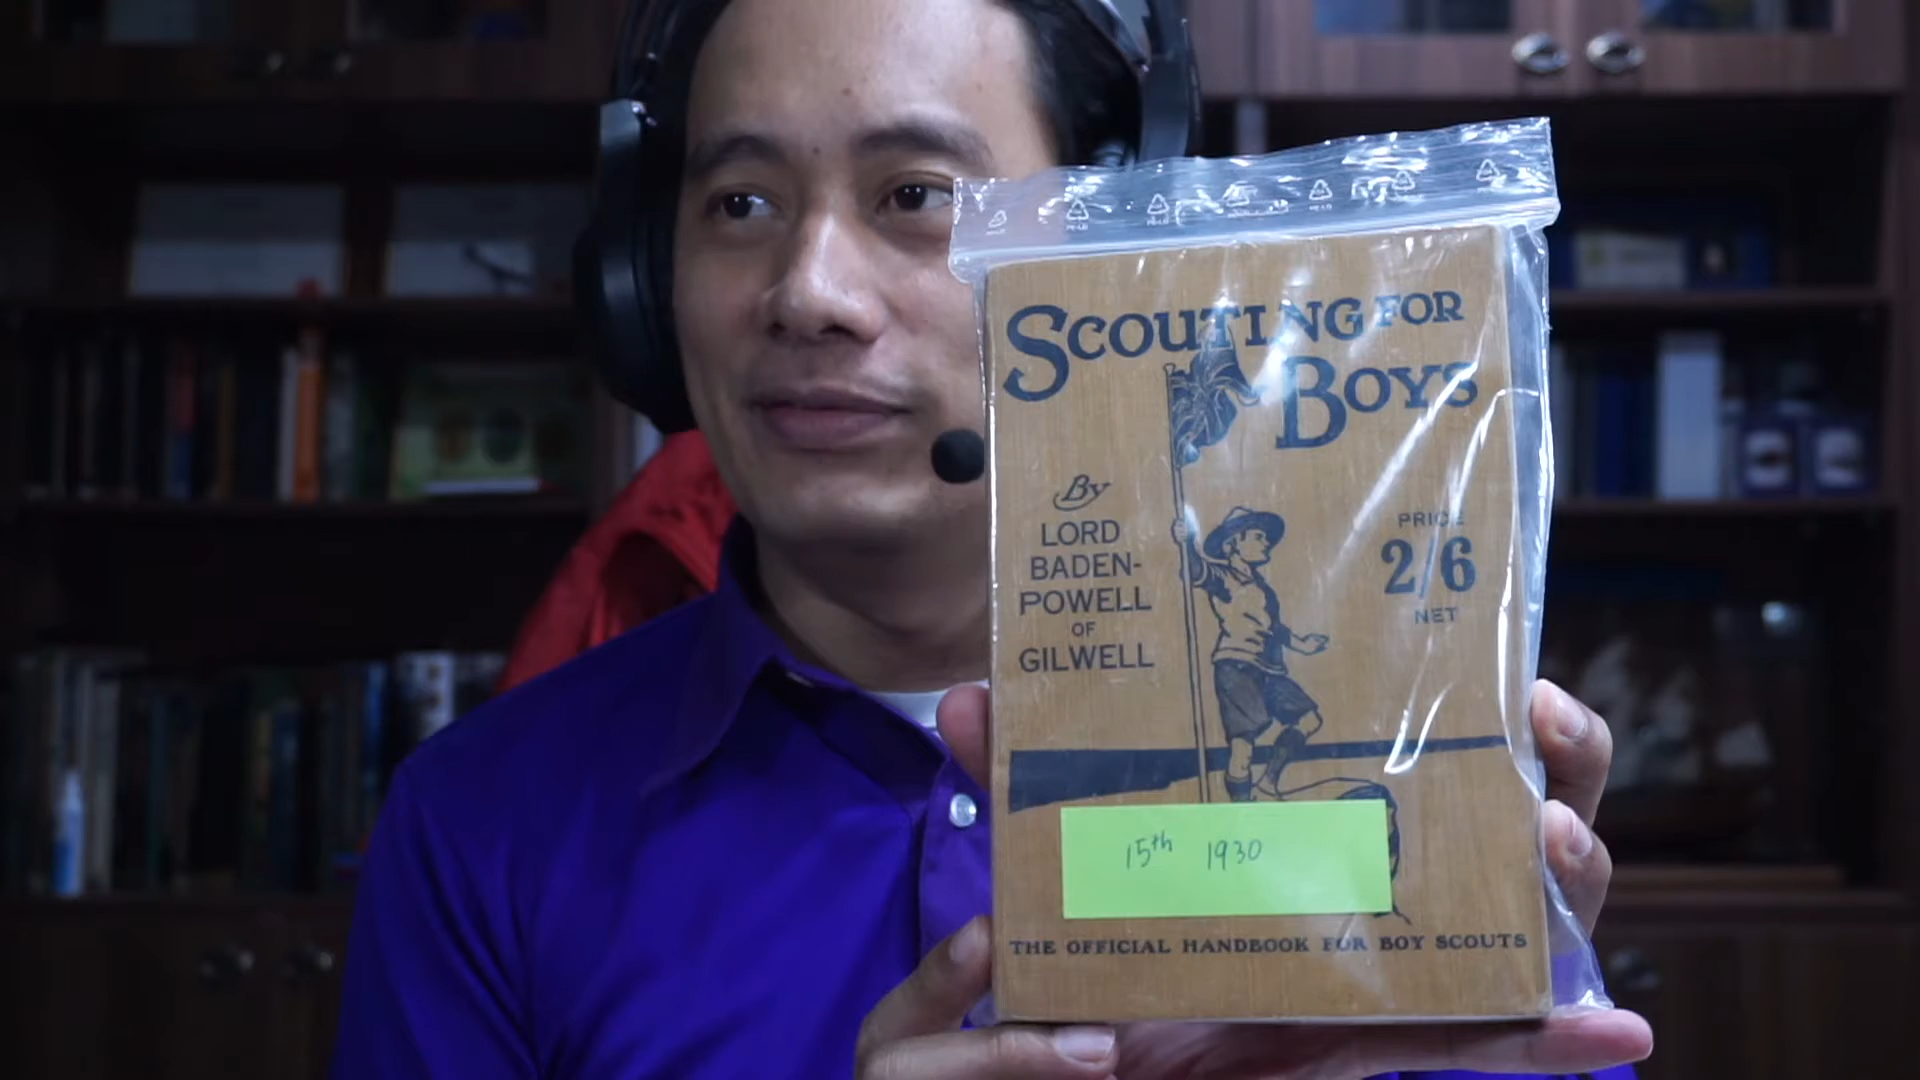 SCOUTING FOR
BOYS
By
LORD
BADEN-
POWELL
OF
GILWELL
PRICE
2/6
NET
15th 1930
THE OFFICIAL HANDBOOK FOR BOY SCOUTS